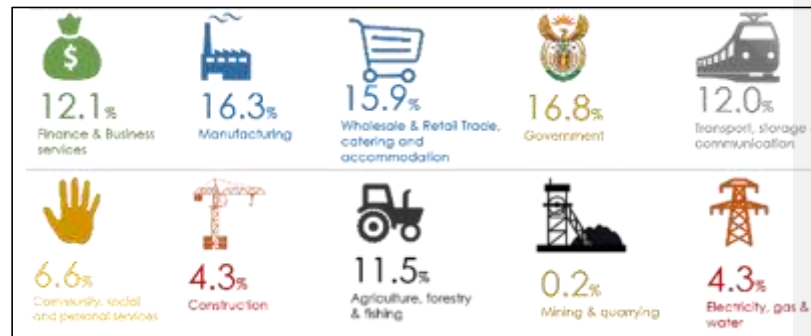 $
12.1%
Finance & Business
services
16.3%
Manufacturing
15.9%
Wholesale & Retail Trade,
catering and
accommodation
16.8%
Government
12.0%
Transport, storage
communication
6.6%
Community, social
and personal services
4.3%
Construction
11.5%
Agriculture, forestry
& fishing
0.2%
Mining & quarrying
4.3%
Electricity, gas &
water